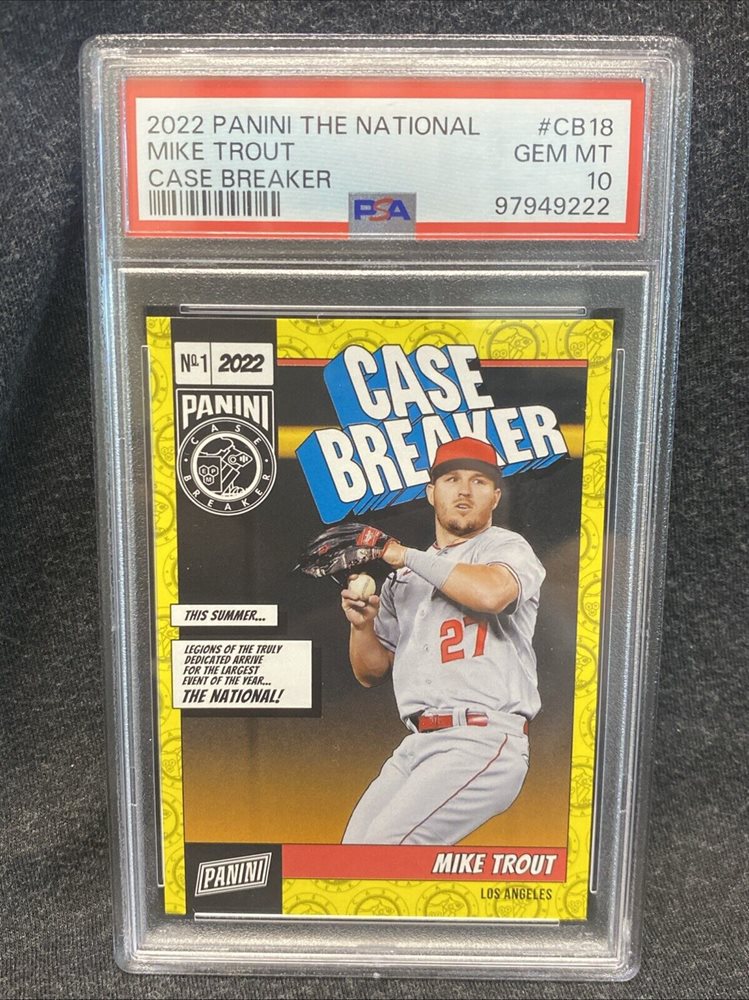 2022 PANINI THE NATIONAL #CB18
MIKE TROUT GEM MT
CASE BREAKER 10
PSA 97949222
Nº1 2022
PANINI
CASE
BREAKER
CASE
BREAKER
27
THIS SUMMER...
LEGIONS OF THE TRULY
DEDICATED ARRIVE
FOR THE LARGEST
EVENT OF THE YEAR...
THE NATIONAL!
PANINI
MIKE TROUT
LOS ANGELES